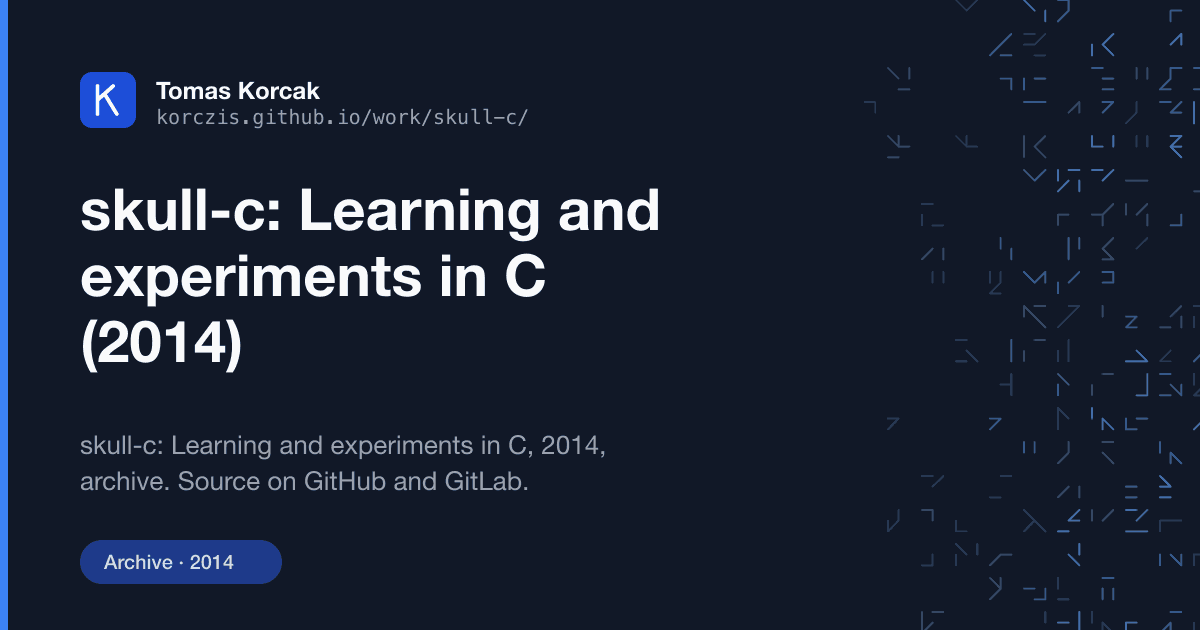 K
Tomas Korcak
korczis.github.io/work/skull-c/
skull-c: Learning and
experiments in C
(2014)
skull-c: Learning and experiments in C, 2014,
archive. Source on GitHub and GitLab.
Archive · 2014